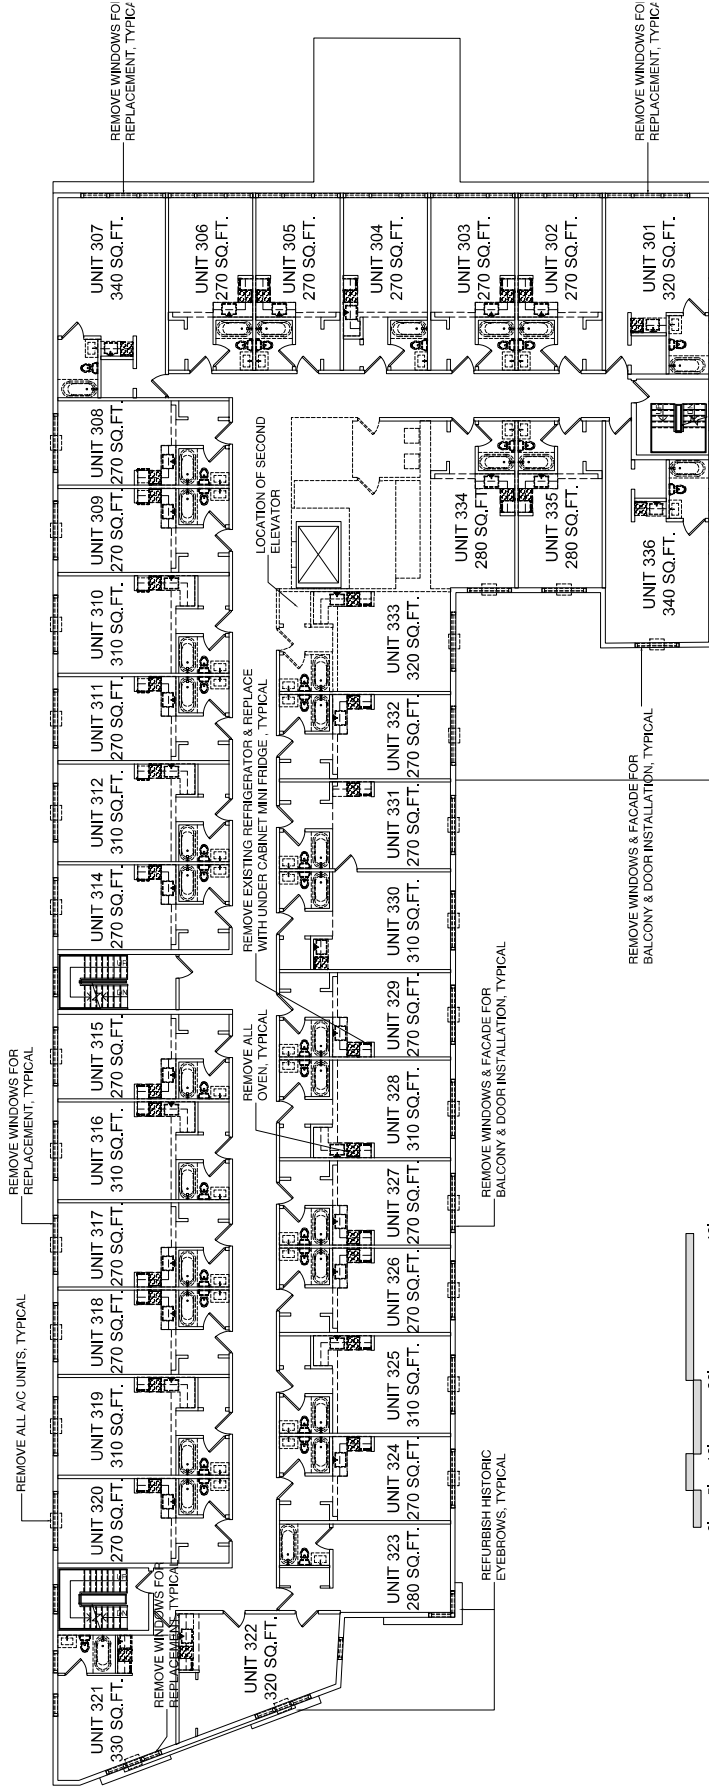 REMOVE WINDOWS FO
REPLACEMENT, TYPICA
REMOVE WINDOWS FO
REPLACEMENT, TYPICA
UNIT 307
340 SQ.FT.
UNIT 306
270 SQ.FT.
UNIT 305
270 SQ.FT.
UNIT 304
270 SQ.FT.
UNIT 303
270 SQ.FT.
UNIT 302
270 SQ.FT.
UNIT 301
320 SQ.FT.
UNIT 308
270 SQ.FT.
UNIT 309
270 SQ.FT.
UNIT 310
310 SQ.FT.
UNIT 311
270 SQ.FT.
UNIT 312
310 SQ.FT.
UNIT 314
270 SQ.FT.
UNIT 315
270 SQ.FT.
UNIT 316
310 SQ.FT.
UNIT 317
270 SQ.FT.
UNIT 318
270 SQ.FT.
UNIT 319
310 SQ.FT.
UNIT 320
270 SQ.FT.
UNIT 321
330 SQ.FT.
UNIT 322
320 SQ.FT.
UNIT 323
280 SQ.FT.
UNIT 324
270 SQ.FT.
UNIT 325
310 SQ.FT.
UNIT 326
270 SQ.FT.
UNIT 327
270 SQ.FT.
UNIT 328
310 SQ.FT.
UNIT 329
270 SQ.FT.
UNIT 330
310 SQ.FT.
UNIT 331
270 SQ.FT.
UNIT 332
270 SQ.FT.
UNIT 333
320 SQ.FT.
UNIT 334
280 SQ.FT.
UNIT 335
280 SQ.FT.
UNIT 336
340 SQ.FT.
LOCATION OF SECOND
ELEVATOR
REMOVE EXISTING REFRIGERATOR & REPLACE
WITH UNDER CABINET MINI FRIDGE , TYPICAL
REMOVE ALL
OVEN, TYPICAL
REMOVE WINDOWS FOR
REPLACEMENT, TYPICAL
REMOVE ALL A/C UNITS, TYPICAL
REMOVE WINDOWS FOR
REPLACEMENT, TYPICAL
REMOVE WINDOWS & FACADE FOR
BALCONY & DOOR INSTALLATION, TYPICAL
REMOVE WINDOWS & FACADE FOR
BALCONY & DOOR INSTALLATION, TYPICAL
REFURBISH HISTORIC
EYEBROWS, TYPICAL